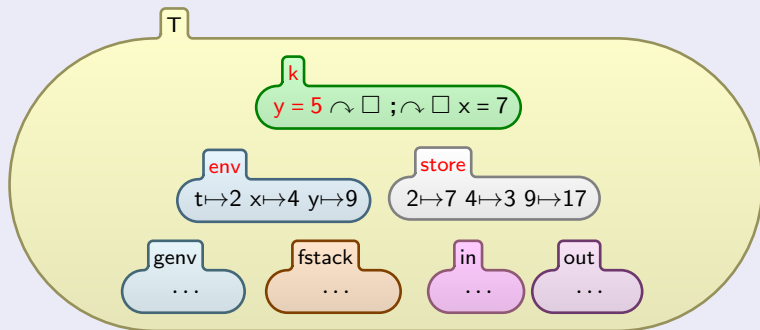 T
k
y = 5 ↷ □ ; ↷ □ x = 7
env
store
t↦2 x↦4 y↦9
2↦7 4↦3 9↦17
genv
fstack
in
out
···
···
···
···